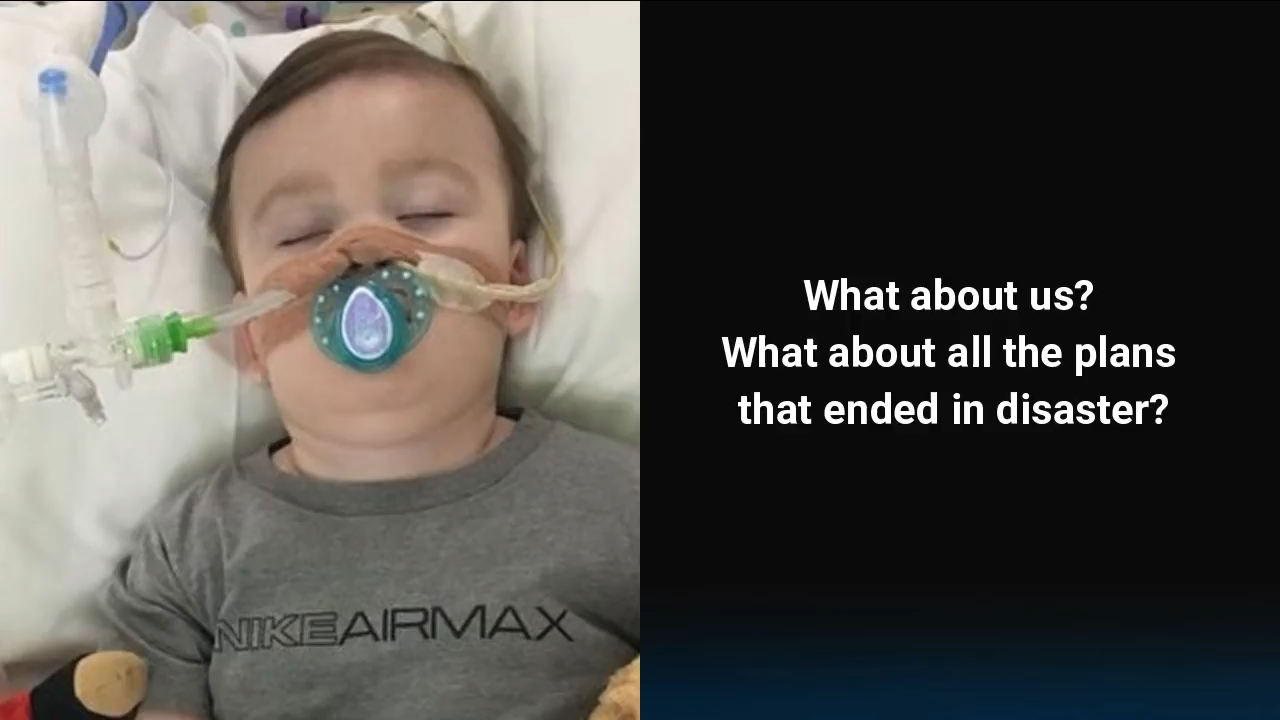 What about us?
What about all the plans
that ended in disaster?
NIKEAIRMAX